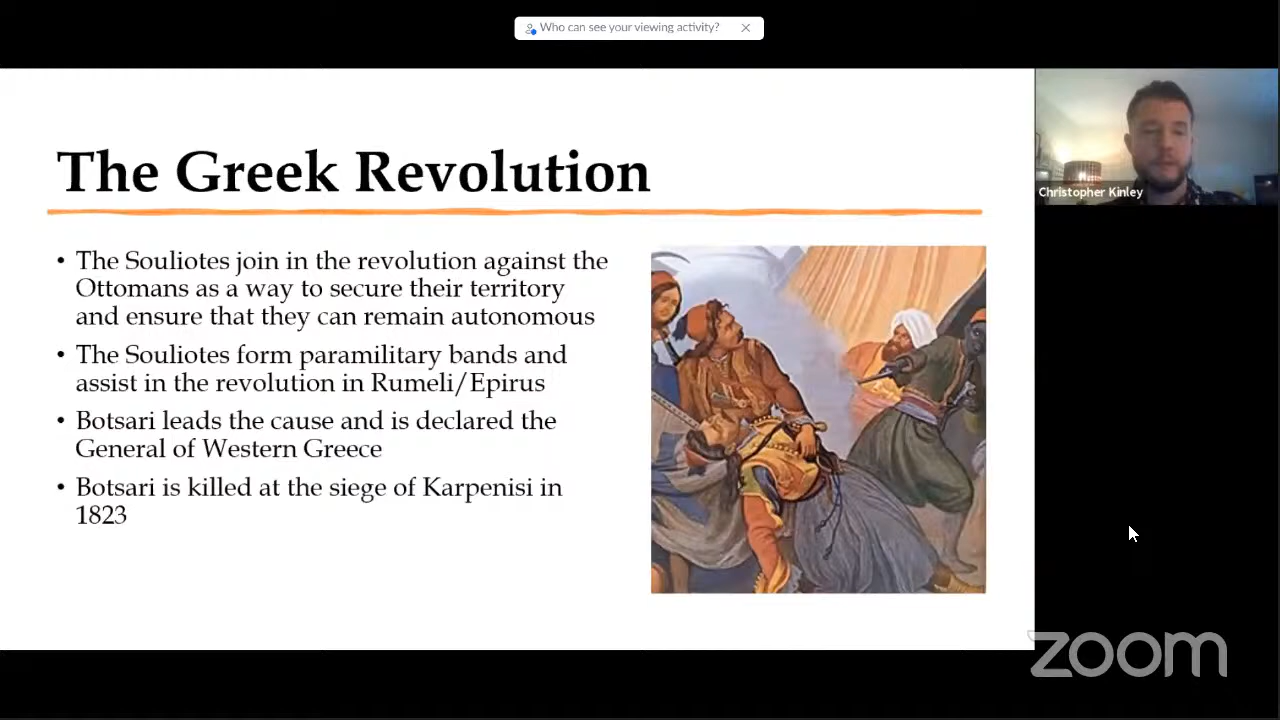 Who can see your viewing activity?
The Greek Revolution
Christopher Kinley
• The Souliotes join in the revolution against the
Ottomans as a way to secure their territory
and ensure that they can remain autonomous
• The Souliotes form paramilitary bands and
assist in the revolution in Rumeli/Epirus
• Botsari leads the cause and is declared the
General of Western Greece
• Botsari is killed at the siege of Karpenisi in
1823
zoom